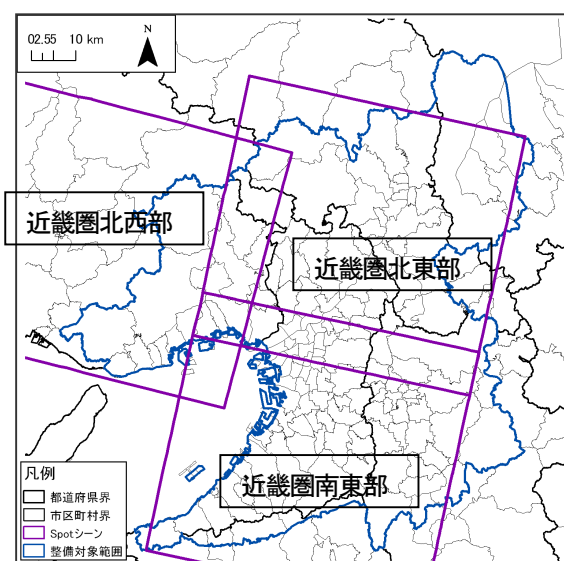 02.55 10 km
N
近畿圏北西部
近畿圏北東部
近畿圏南東部
凡例
都道府県界
市区町村界
Spotシーン
整備対象範囲